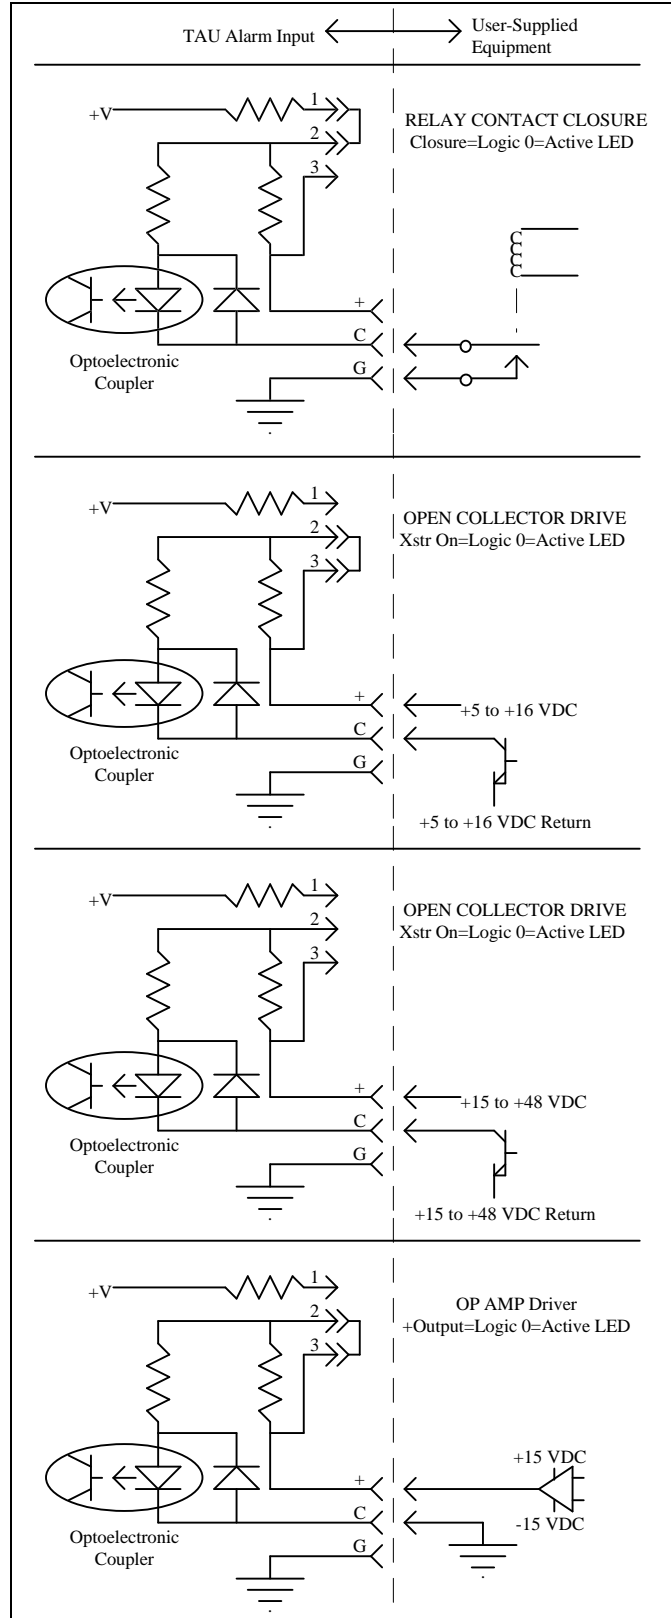 TAU Alarm Input
User-Supplied
Equipment
+V
1
2
3
RELAY CONTACT CLOSURE
Closure=Logic 0=Active LED
+
C
G
Optoelectronic
Coupler
+V
1
2
3
OPEN COLLECTOR DRIVE
Xstr On=Logic 0=Active LED
+
+5 to +16 VDC
C
G
Optoelectronic
Coupler
+5 to +16 VDC Return
+V
1
2
3
OPEN COLLECTOR DRIVE
Xstr On=Logic 0=Active LED
+
+15 to +48 VDC
C
G
Optoelectronic
Coupler
+15 to +48 VDC Return
+V
1
2
3
OP AMP Driver
+Output=Logic 0=Active LED
+15 VDC
+
-15 VDC
C
G
Optoelectronic
Coupler